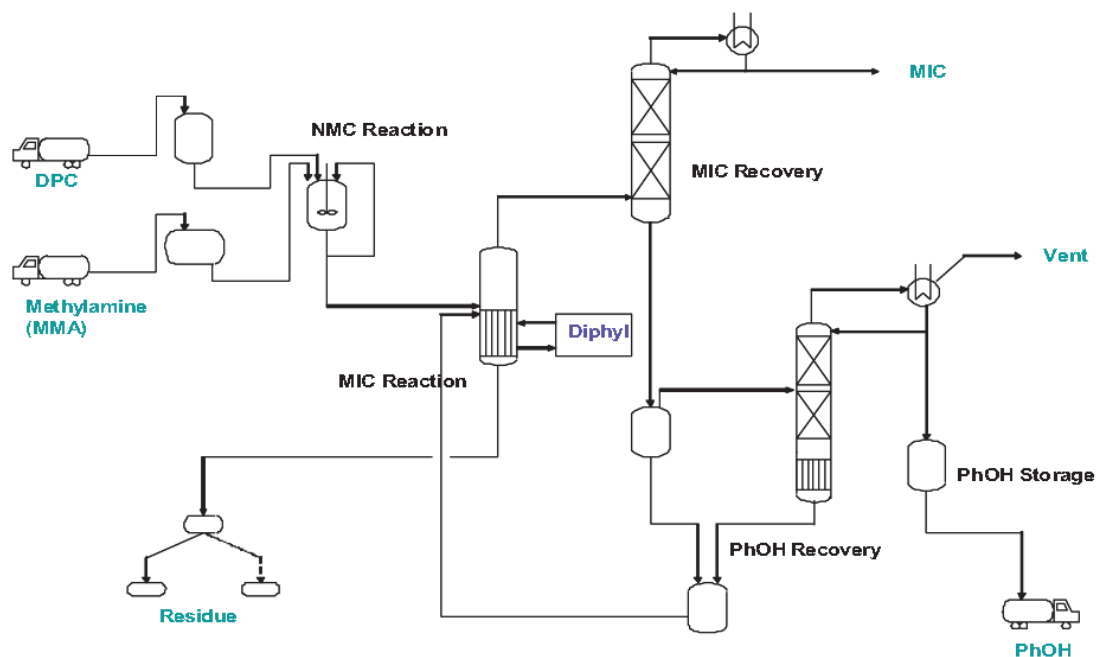 MIC
NMC Reaction
DPC
MIC Recovery
Vent
Methylamine
(MMA)
Diphyl
MIC Reaction
PhOH Storage
PhOH Recovery
Residue
PhOH